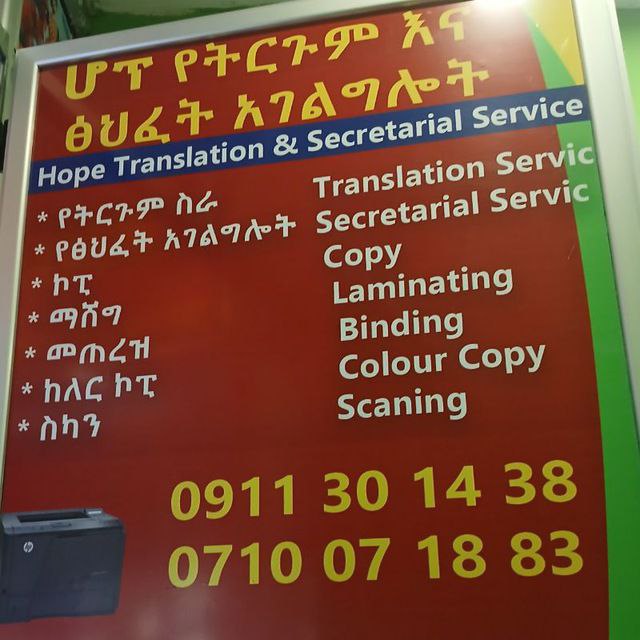 ሆፕ የትርጉም እና
ፅህፈት አገልግሎት
Hope Translation & Secretarial Service
* የትርጉም ስራ Translation Servic
* የፅህፈት አገልግሎት Secretarial Servic
* ኮፒ Copy
* ማሸግ Laminating
* መጠረዝ Binding
* ከለር ኮፒ Colour Copy
* ስካን Scaning
0911 30 14 38
0710 07 18 83
hp